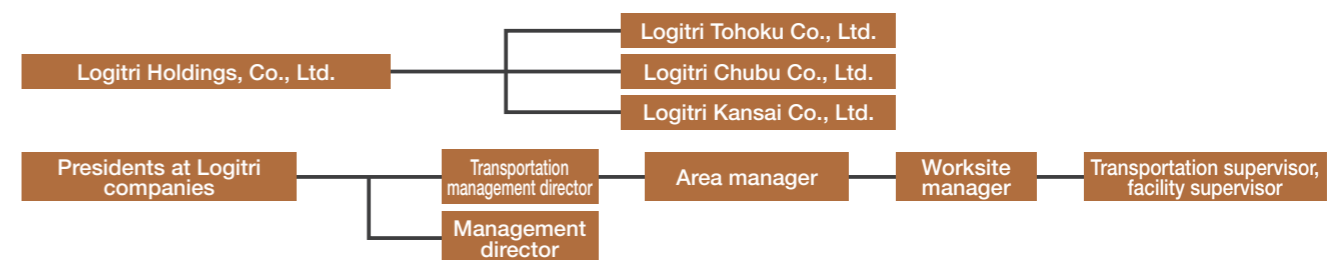 Logitri Tohoku Co., Ltd.
Logitri Holdings, Co., Ltd.
Logitri Chubu Co., Ltd.
Logitri Kansai Co., Ltd.
Presidents at Logitri
companies
Transportation
management director
Area manager
Worksite
manager
Transportation supervisor,
facility supervisor
Management
director